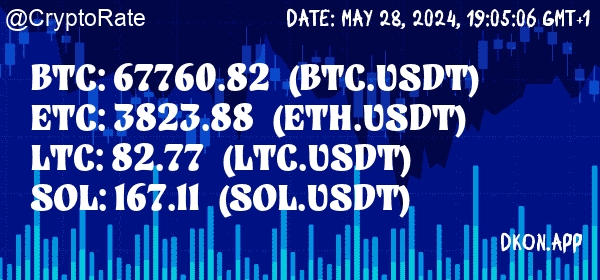 @CryptoRate
DATE: MAY 28, 2024, 19:05:06 GMT+1
BTC: 67760.82 (BTC.USDT)
ETC: 3823.88 (ETH.USDT)
LTC: 82.77 (LTC.USDT)
SOL: 167.11 (SOL.USDT)
DKON.APP